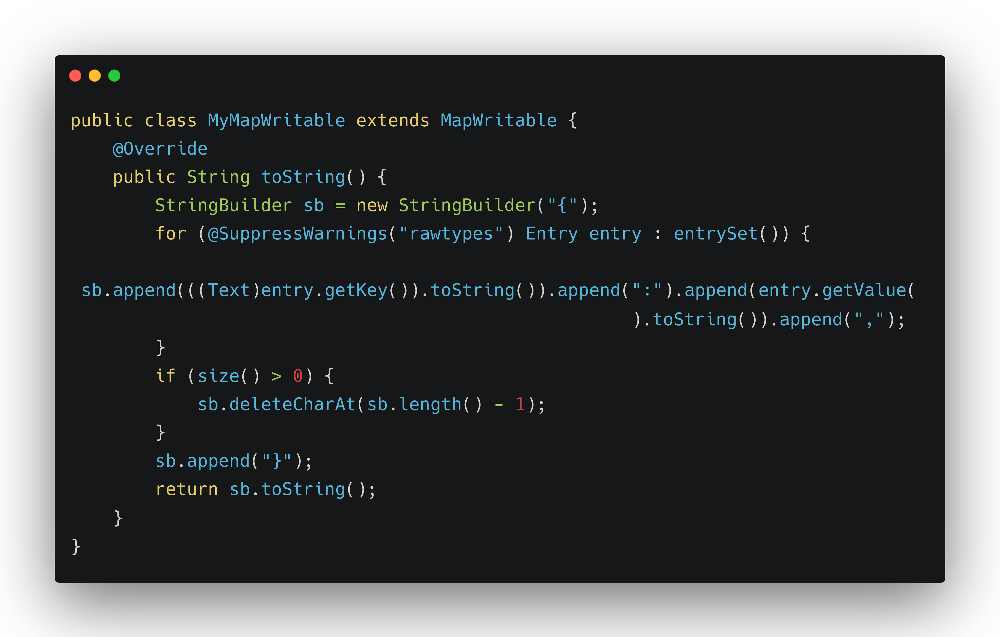 public class MyMapWritable extends MapWritable {
    @Override
    public String toString() {
        StringBuilder sb = new StringBuilder("{");
        for (@SuppressWarnings("rawtypes") Entry entry : entrySet()) {

 sb.append(((Text)entry.getKey()).toString()).append(":").append(entry.getValue(
                                                     ).toString()).append(",");
        }
        if (size() > 0) {
            sb.deleteCharAt(sb.length() - 1);
        }
        sb.append("}");
        return sb.toString();
    }
}